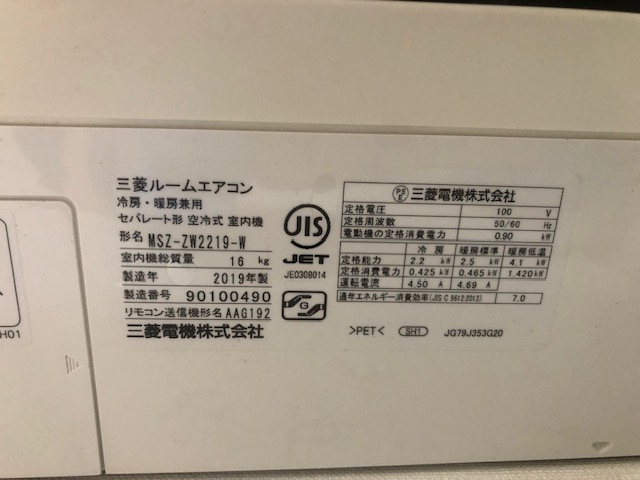 三菱ルームエアコン
冷房・暖房兼用
セパレート形 空冷式 室内機
形名 MSZ-ZW2219-W
室内機総質量 16 kg
製造年 2019年製
製造番号 90100490
リモコン送信機形名 AAG192
三菱電機株式会社
JIS
JET
JE0308014
G
PS
E
三菱電機株式会社
定格電圧 100 V
定格周波数 50/60 Hz
電動機の定格消費電力 0.90 kW
冷房 暖房標準 暖房低温
定格能力 2.2 kW 2.5 kW 4.1 kW
定格消費電力 0.425 kW 0.465 kW 1.420 kW
運転電流 4.50 A 4.69 A
通年エネルギー消費効率(JIS C 9612:2013) 7.0
>PET< SH1 JG79J353G20
H01